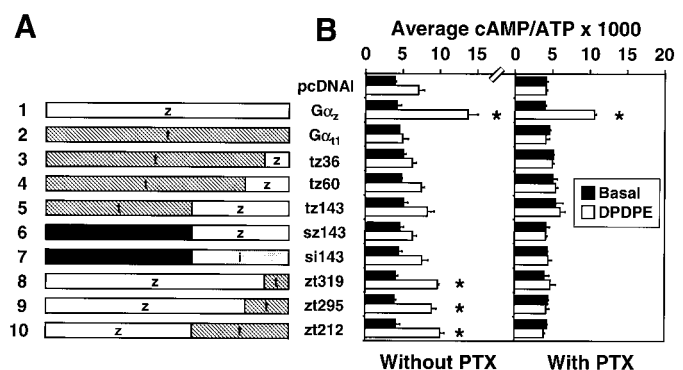 A
B
Average cAMP/ATP x 1000
0 5 10 15 0 5 10 15 20
pcDNAI
1 z Gαz * *
2 t Gαt1
3 t z tz36
4 t z tz60
5 t z tz143
6 z sz143
7 i si143
8 z t zt319 *
9 z t zt295 *
10 z t zt212 *
Basal
DPDPE
Without PTX With PTX